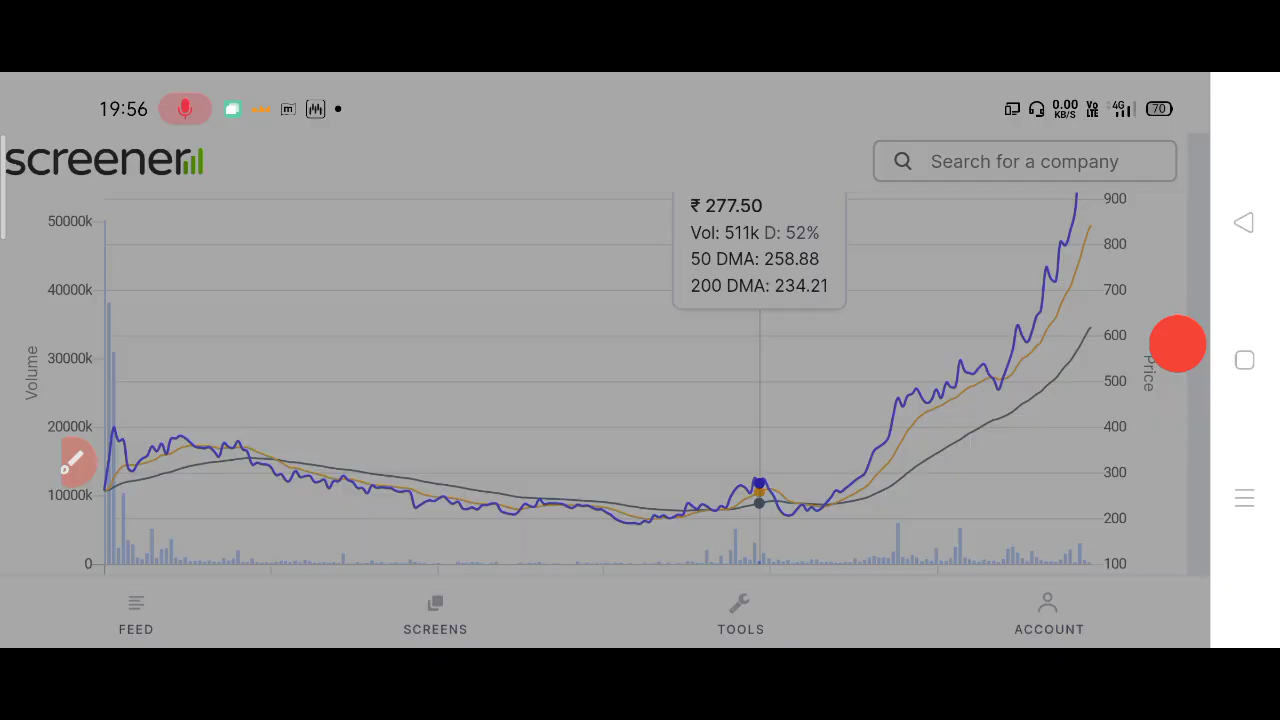 19:56 m 0.00 KB/S Vo LTE 4G 70
screener
Search for a company
₹ 277.50
Vol: 511k D: 52%
50 DMA: 258.88
200 DMA: 234.21
50000k
40000k
30000k
20000k
10000k
0
Volume
900
800
700
600
500
400
300
200
100
Price
FEED SCREENS TOOLS ACCOUNT